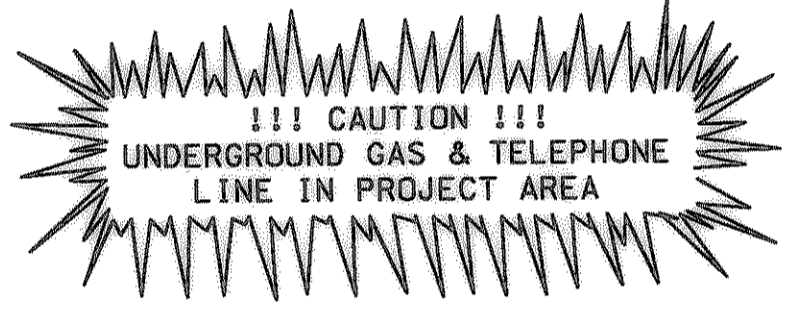 !!! CAUTION !!!
UNDERGROUND GAS & TELEPHONE
LINE IN PROJECT AREA